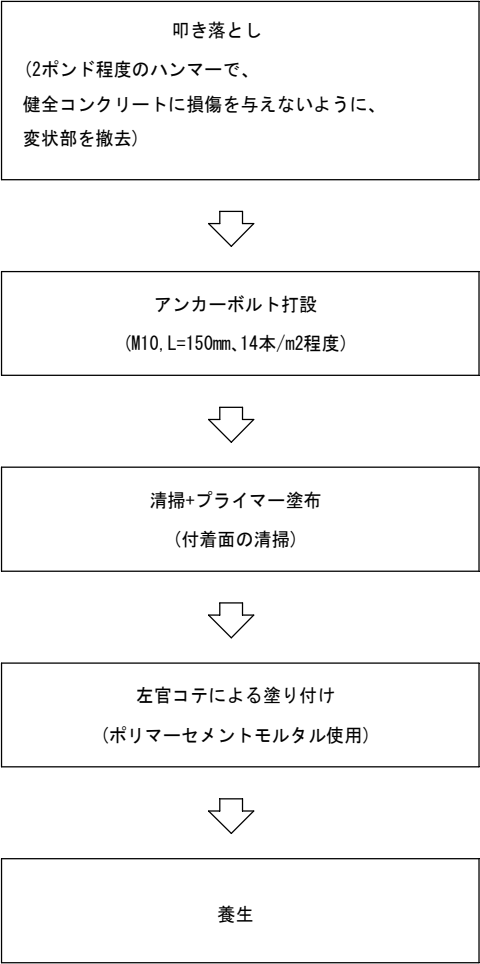 叩き落とし
(2ポンド程度のハンマーで、
健全コンクリートに損傷を与えないように、
変状部を撤去)
アンカーボルト打設
(M10,L=150mm、14本/m2程度)
清掃+プライマー塗布
(付着面の清掃)
左官コテによる塗り付け
(ポリマーセメントモルタル使用)
養生